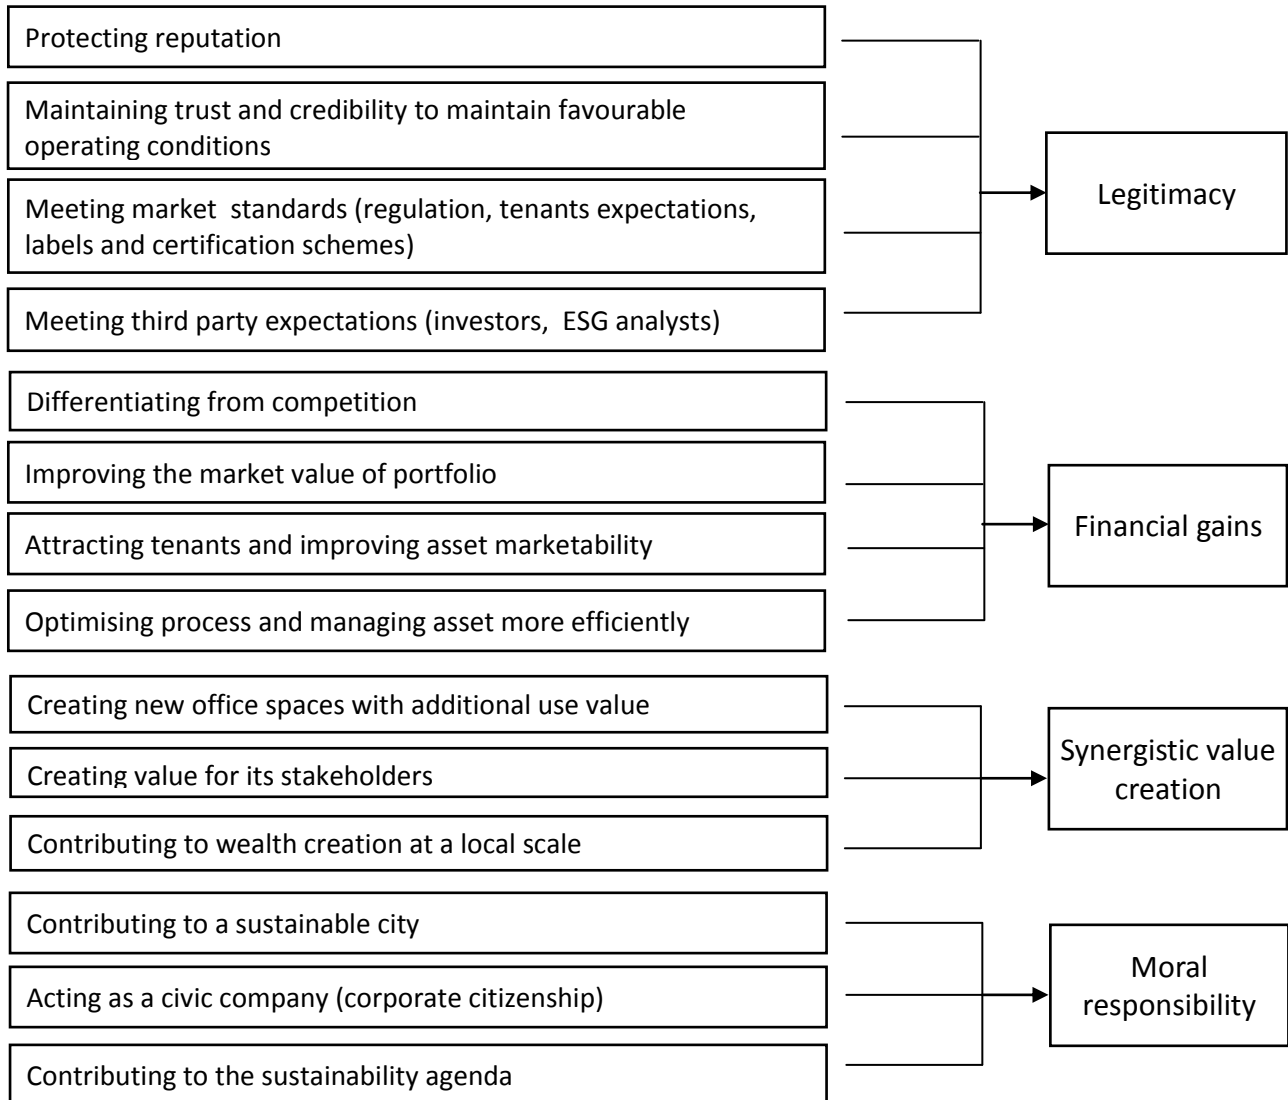 Protecting reputation
Maintaining trust and credibility to maintain favourable
operating conditions
Meeting market  standards (regulation, tenants expectations,
labels and certification schemes)
Meeting third party expectations (investors,  ESG analysts)
Legitimacy
Differentiating from competition
Improving the market value of portfolio
Attracting tenants and improving asset marketability
Optimising process and managing asset more efficiently
Financial gains
Creating new office spaces with additional use value
Creating value for its stakeholders
Contributing to wealth creation at a local scale
Synergistic value
creation
Contributing to a sustainable city
Acting as a civic company (corporate citizenship)
Contributing to the sustainability agenda
Moral
responsibility